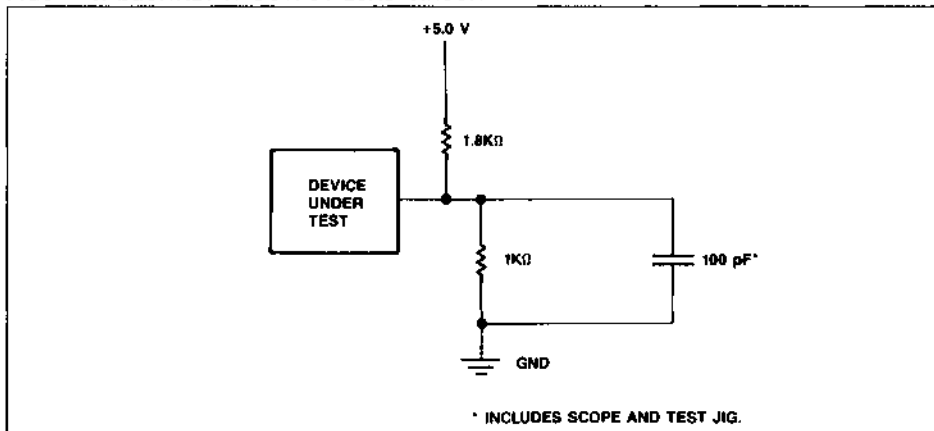 +5.0 V
1.8KΩ
DEVICE
UNDER
TEST
1KΩ
100 pF*
GND
* INCLUDES SCOPE AND TEST JIG.